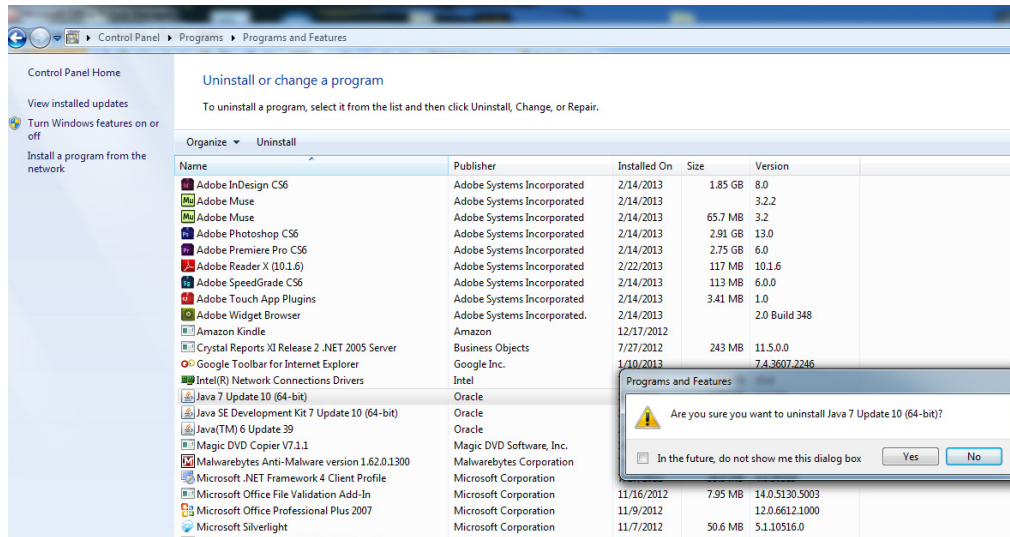 Control Panel Programs Programs and Features
Control Panel Home
View installed updates
Turn Windows features on or
off
Install a program from the
network
Uninstall or change a program
To uninstall a program, select it from the list and then click Uninstall, Change, or Repair.
Organize Uninstall
Name Publisher Installed On Size Version
Adobe InDesign CS6 Adobe Systems Incorporated 2/14/2013 1.85 GB 8.0
Mu Adobe Muse Adobe Systems Incorporated 2/14/2013 3.2.2
Mu Adobe Muse Adobe Systems Incorporated 2/14/2013 65.7 MB 3.2
Adobe Photoshop CS6 Adobe Systems Incorporated 2/14/2013 2.91 GB 13.0
Adobe Premiere Pro CS6 Adobe Systems Incorporated 2/14/2013 2.75 GB 6.0
Adobe Reader X (10.1.6) Adobe Systems Incorporated 2/22/2013 117 MB 10.1.6
Adobe SpeedGrade CS6 Adobe Systems Incorporated 2/14/2013 113 MB 6.0.0
Adobe Touch App Plugins Adobe Systems Incorporated 2/14/2013 3.41 MB 1.0
Adobe Widget Browser Adobe Systems Incorporated. 2/14/2013 2.0 Build 348
Amazon Kindle Amazon 12/17/2012
Crystal Reports XI Release 2 .NET 2005 Server Business Objects 7/27/2012 243 MB 11.5.0.0
Google Toolbar for Internet Explorer Google Inc. 1/10/2013 7.4.3607.2246
Intel(R) Network Connections Drivers Intel
Java 7 Update 10 (64-bit) Oracle
Java SE Development Kit 7 Update 10 (64-bit) Oracle
Java(TM) 6 Update 39 Oracle
Magic DVD Copier V7.1.1 Magic DVD Software, Inc.
Malwarebytes Anti-Malware version 1.62.0.1300 Malwarebytes Corporation
Microsoft .NET Framework 4 Client Profile Microsoft Corporation
Microsoft Office File Validation Add-In Microsoft Corporation 11/16/2012 7.95 MB 14.0.5130.5003
Microsoft Office Professional Plus 2007 Microsoft Corporation 11/9/2012 12.0.6612.1000
Microsoft Silverlight Microsoft Corporation 11/7/2012 50.6 MB 5.1.10516.0
Programs and Features
Are you sure you want to uninstall Java 7 Update 10 (64-bit)?
In the future, do not show me this dialog box Yes No